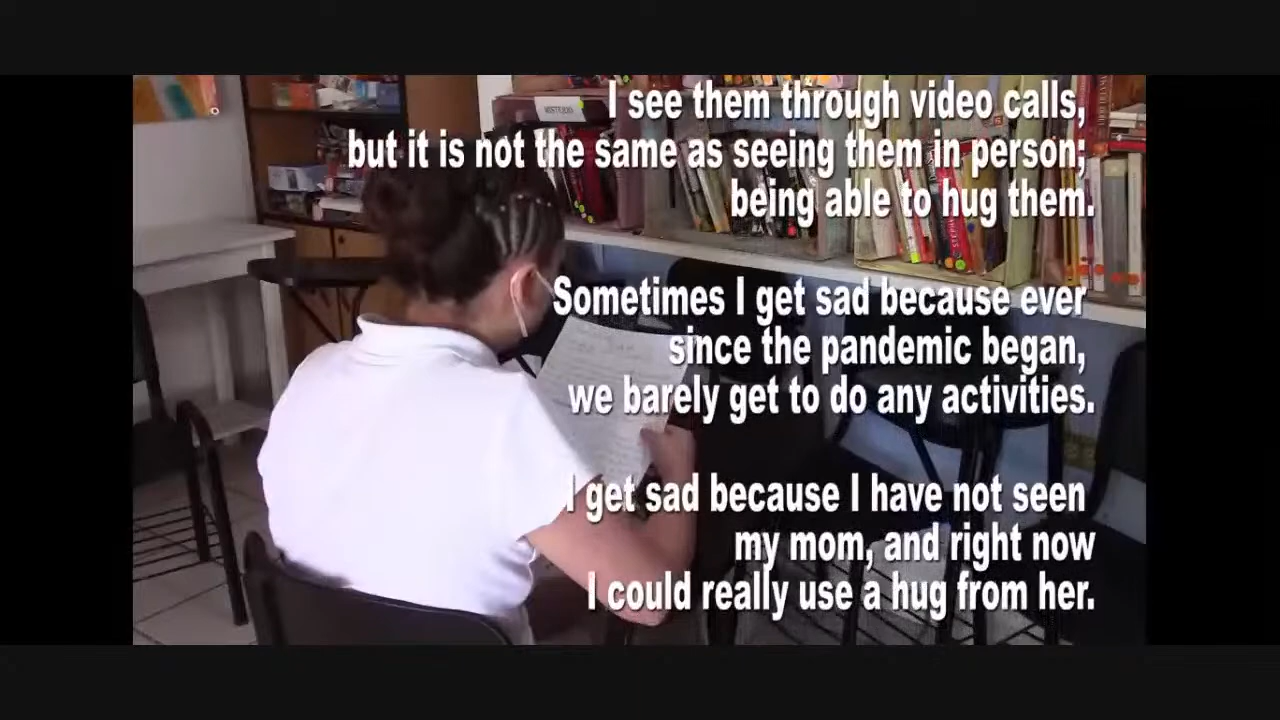 I see them through video calls,
but it is not the same as seeing them in person;
being able to hug them.
Sometimes I get sad because ever
since the pandemic began,
we barely get to do any activities.
I get sad because I have not seen
my mom, and right now
I could really use a hug from her.